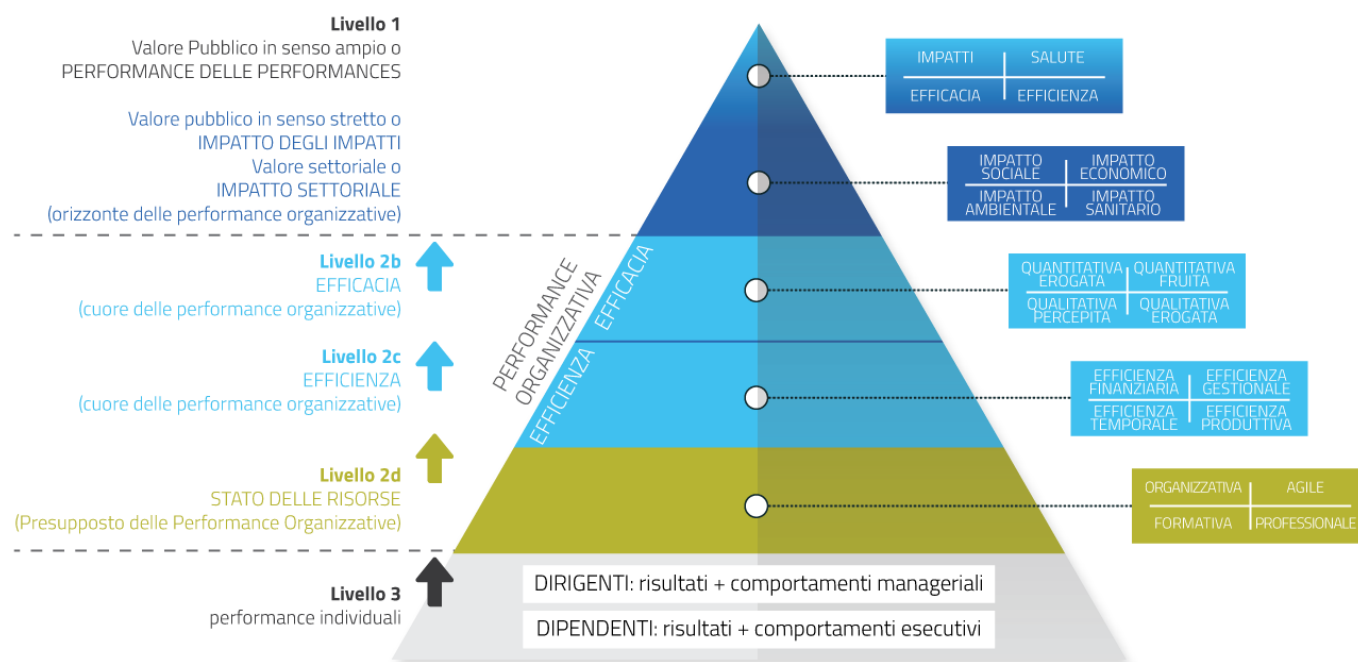 Livello 1
Valore Pubblico in senso ampio o
PERFORMANCE DELLE PERFORMANCES
Valore pubblico in senso stretto o
IMPATTO DEGLI IMPATTI
Valore settoriale o
IMPATTO SETTORIALE
(orizzonte delle performance organizzative)
Livello 2b
EFFICACIA
(cuore delle performance organizzative)
Livello 2c
EFFICIENZA
(cuore delle performance organizzative)
Livello 2d
STATO DELLE RISORSE
(Presupposto delle Performance Organizzative)
Livello 3
performance individuali
PERFORMANCE
ORGANIZZATIVA
EFFICACIA
EFFICIENZA
DIRIGENTI: risultati + comportamenti manageriali
DIPENDENTI: risultati + comportamenti esecutivi
IMPATTI
SALUTE
EFFICACIA
EFFICIENZA
IMPATTO
SOCIALE
IMPATTO
ECONOMICO
IMPATTO
AMBIENTALE
IMPATTO
SANITARIO
QUANTITATIVA
EROGATA
QUANTITATIVA
FRUITA
QUALITATIVA
PERCEPITA
QUALITATIVA
EROGATA
EFFICIENZA
FINANZIARIA
EFFICIENZA
GESTIONALE
EFFICIENZA
TEMPORALE
EFFICIENZA
PRODUTTIVA
ORGANIZZATIVA
AGILE
FORMATIVA
PROFESSIONALE